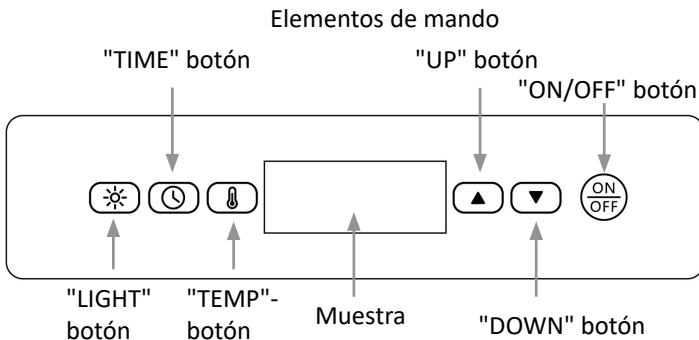 Elementos de mando
"TIME" botón
"UP" botón
"ON/OFF" botón
ON
OFF
"LIGHT"
botón
"TEMP"-
botón
Muestra
"DOWN" botón